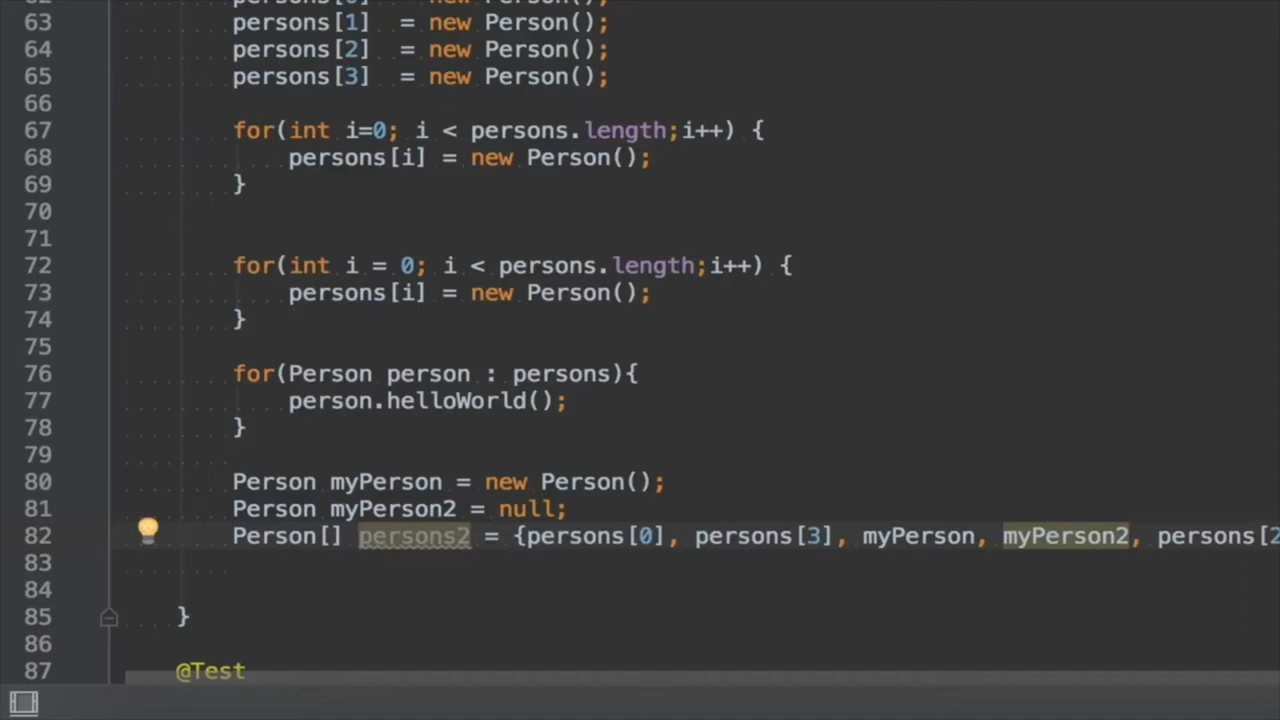 63 persons[1] = new Person();
64 persons[2] = new Person();
65 persons[3] = new Person();
66
67 for(int i=0; i < persons.length;i++) {
68 persons[i] = new Person();
69 }
70
71
72 for(int i = 0; i < persons.length;i++) {
73 persons[i] = new Person();
74 }
75
76 for(Person person : persons){
77 person.helloWorld();
78 }
79
80 Person myPerson = new Person();
81 Person myPerson2 = null;
82 Person[] persons2 = {persons[0], persons[3], myPerson, myPerson2, persons[2
83
84
85 }
86
87 @Test